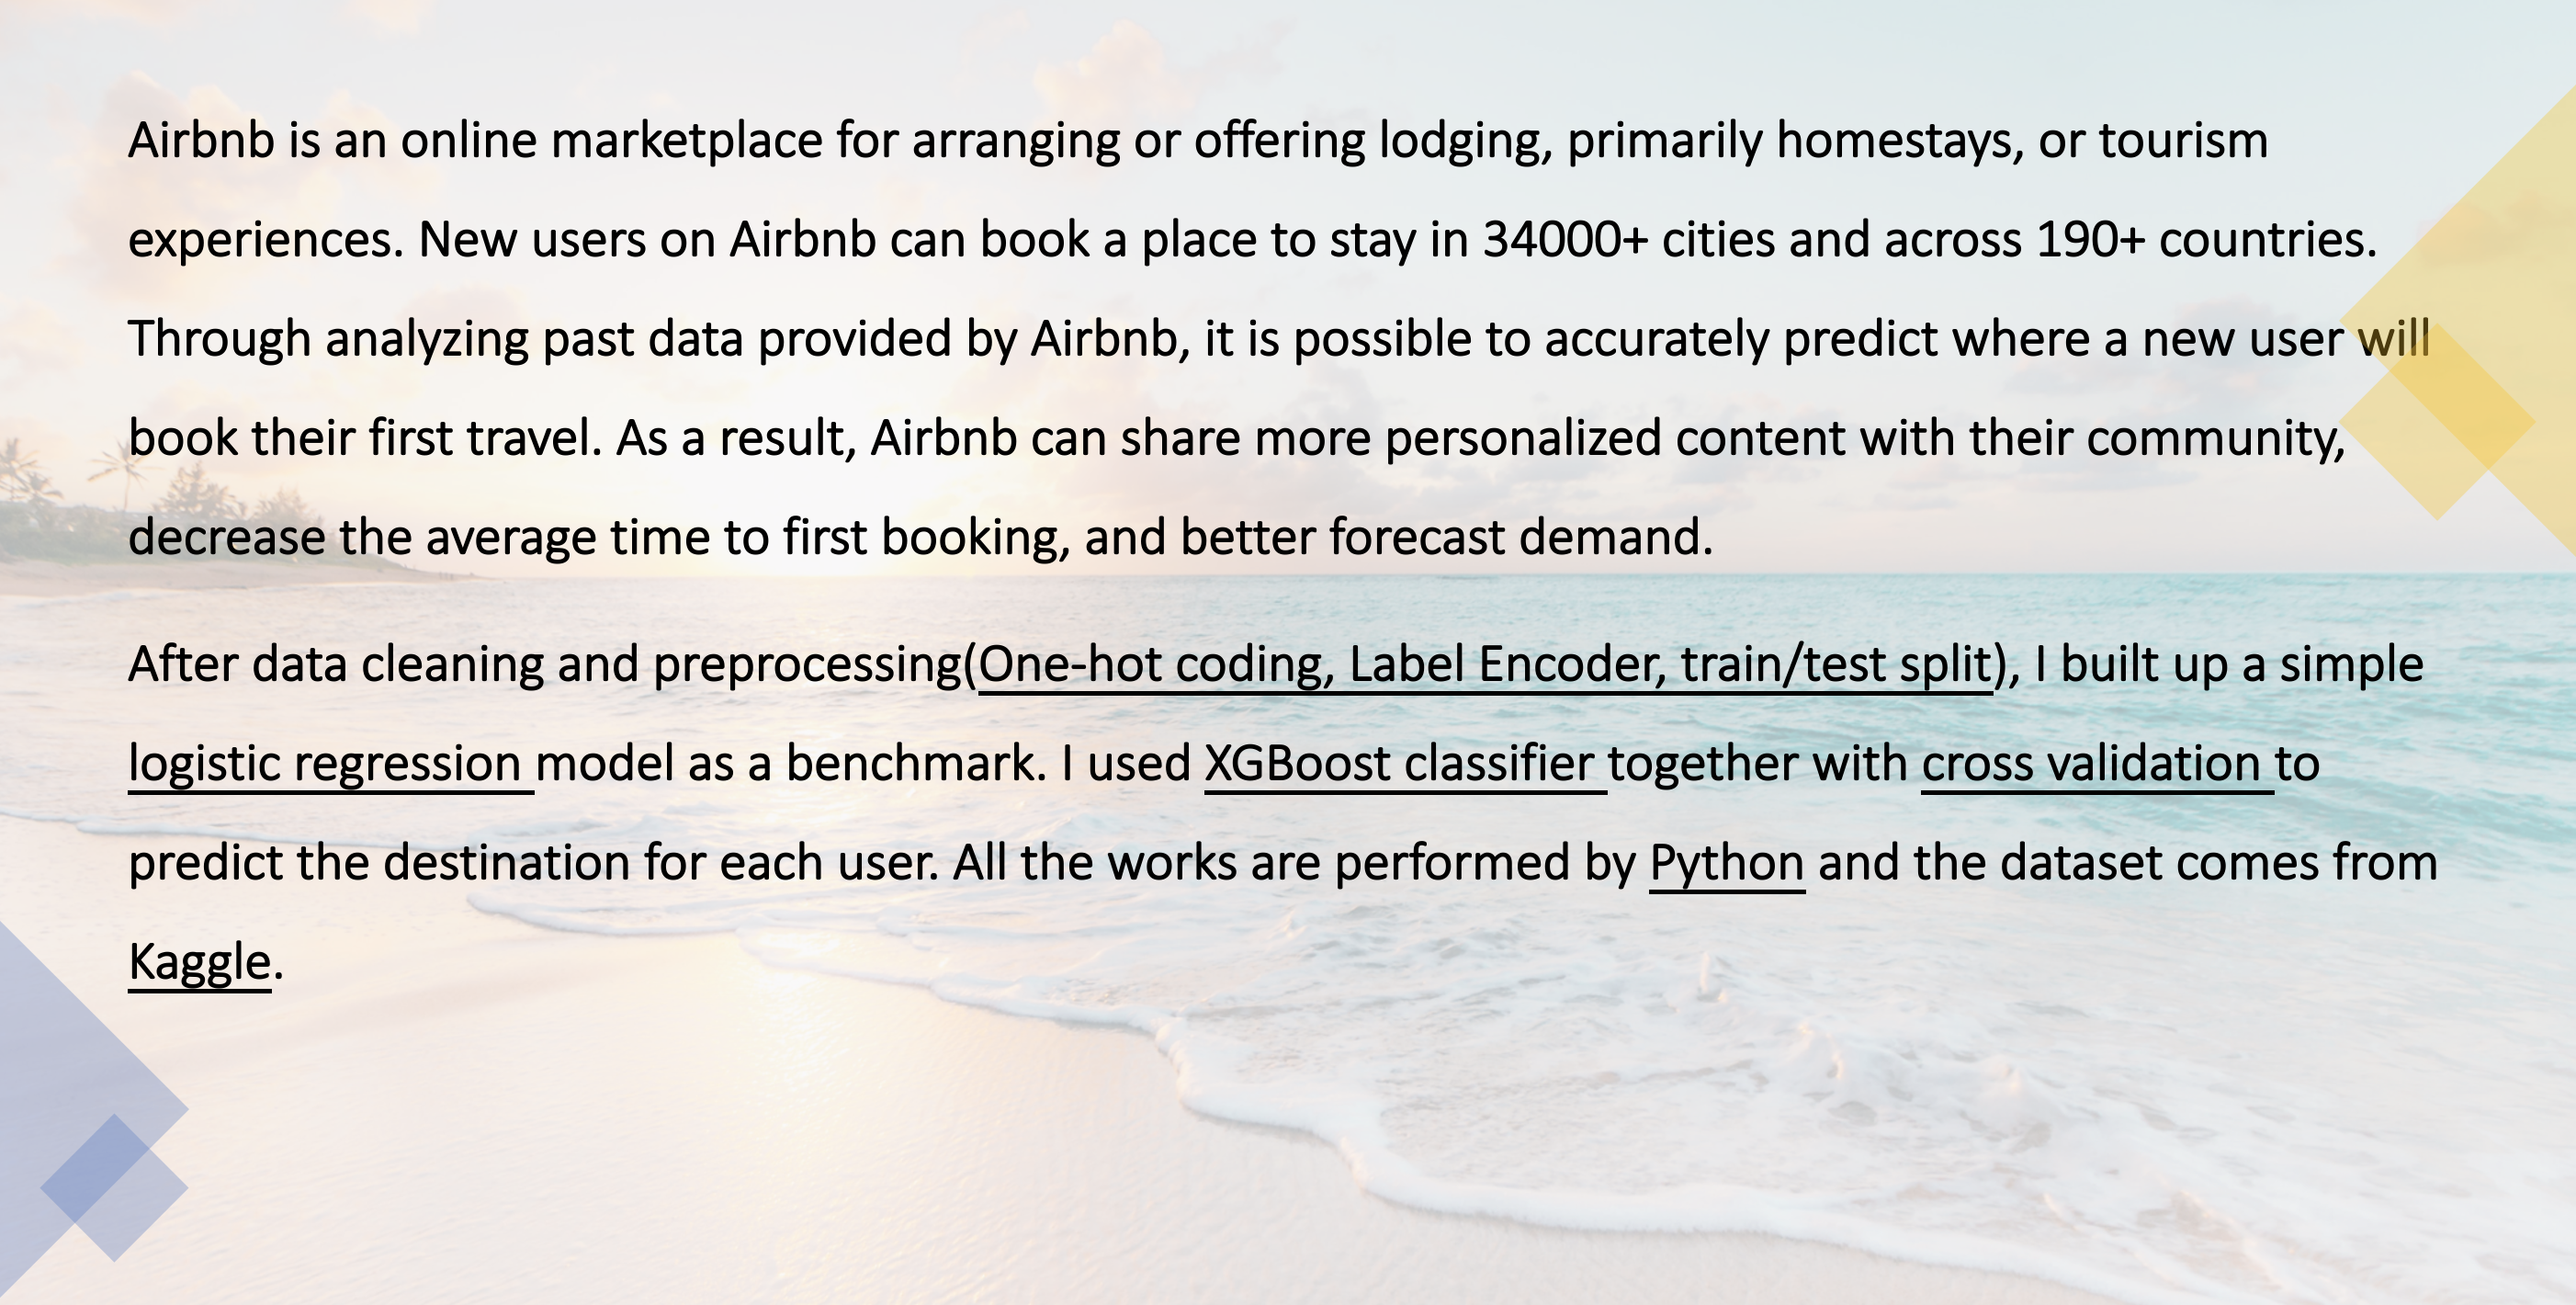 Airbnb is an online marketplace for arranging or offering lodging, primarily homestays, or tourism
experiences. New users on Airbnb can book a place to stay in 34000+ cities and across 190+ countries.
Through analyzing past data provided by Airbnb, it is possible to accurately predict where a new user will
book their first travel. As a result, Airbnb can share more personalized content with their community,
decrease the average time to first booking, and better forecast demand.
After data cleaning and preprocessing(One-hot coding, Label Encoder, train/test split), I built up a simple
logistic regression model as a benchmark. I used XGBoost classifier together with cross validation to
predict the destination for each user. All the works are performed by Python and the dataset comes from
Kaggle.